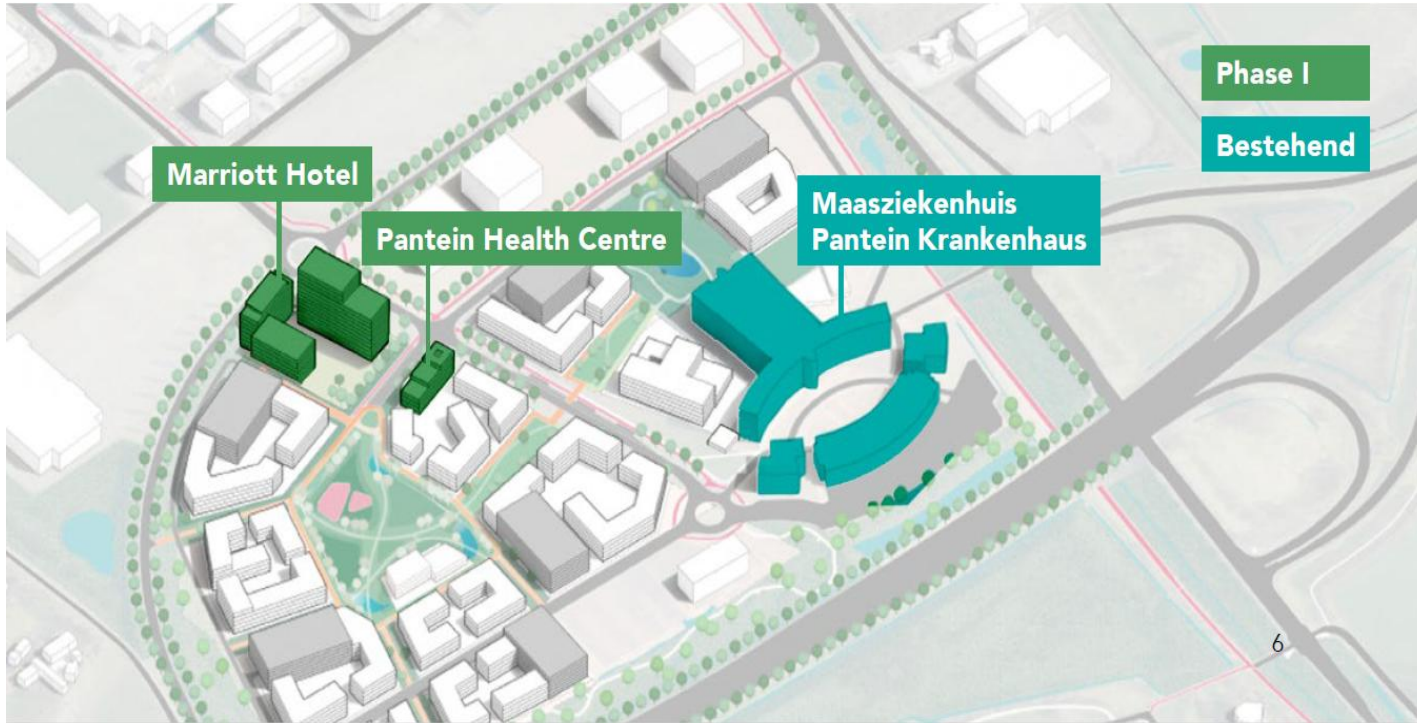 Phase I
Bestehend
Marriott Hotel
Pantein Health Centre
Maasziekenhuis
Pantein Krankenhaus
6